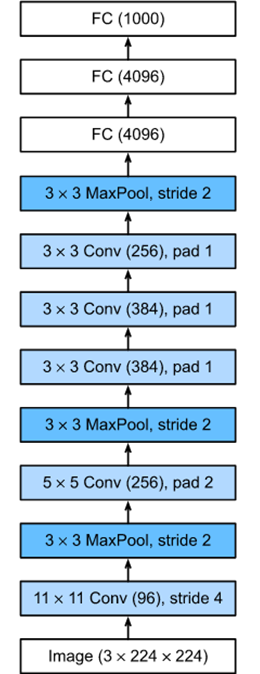 FC (1000)
FC (4096)
FC (4096)
3 × 3 MaxPool, stride 2
3 × 3 Conv (256), pad 1
3 × 3 Conv (384), pad 1
3 × 3 Conv (384), pad 1
3 × 3 MaxPool, stride 2
5 × 5 Conv (256), pad 2
3 × 3 MaxPool, stride 2
11 × 11 Conv (96), stride 4
Image (3 × 224 × 224)